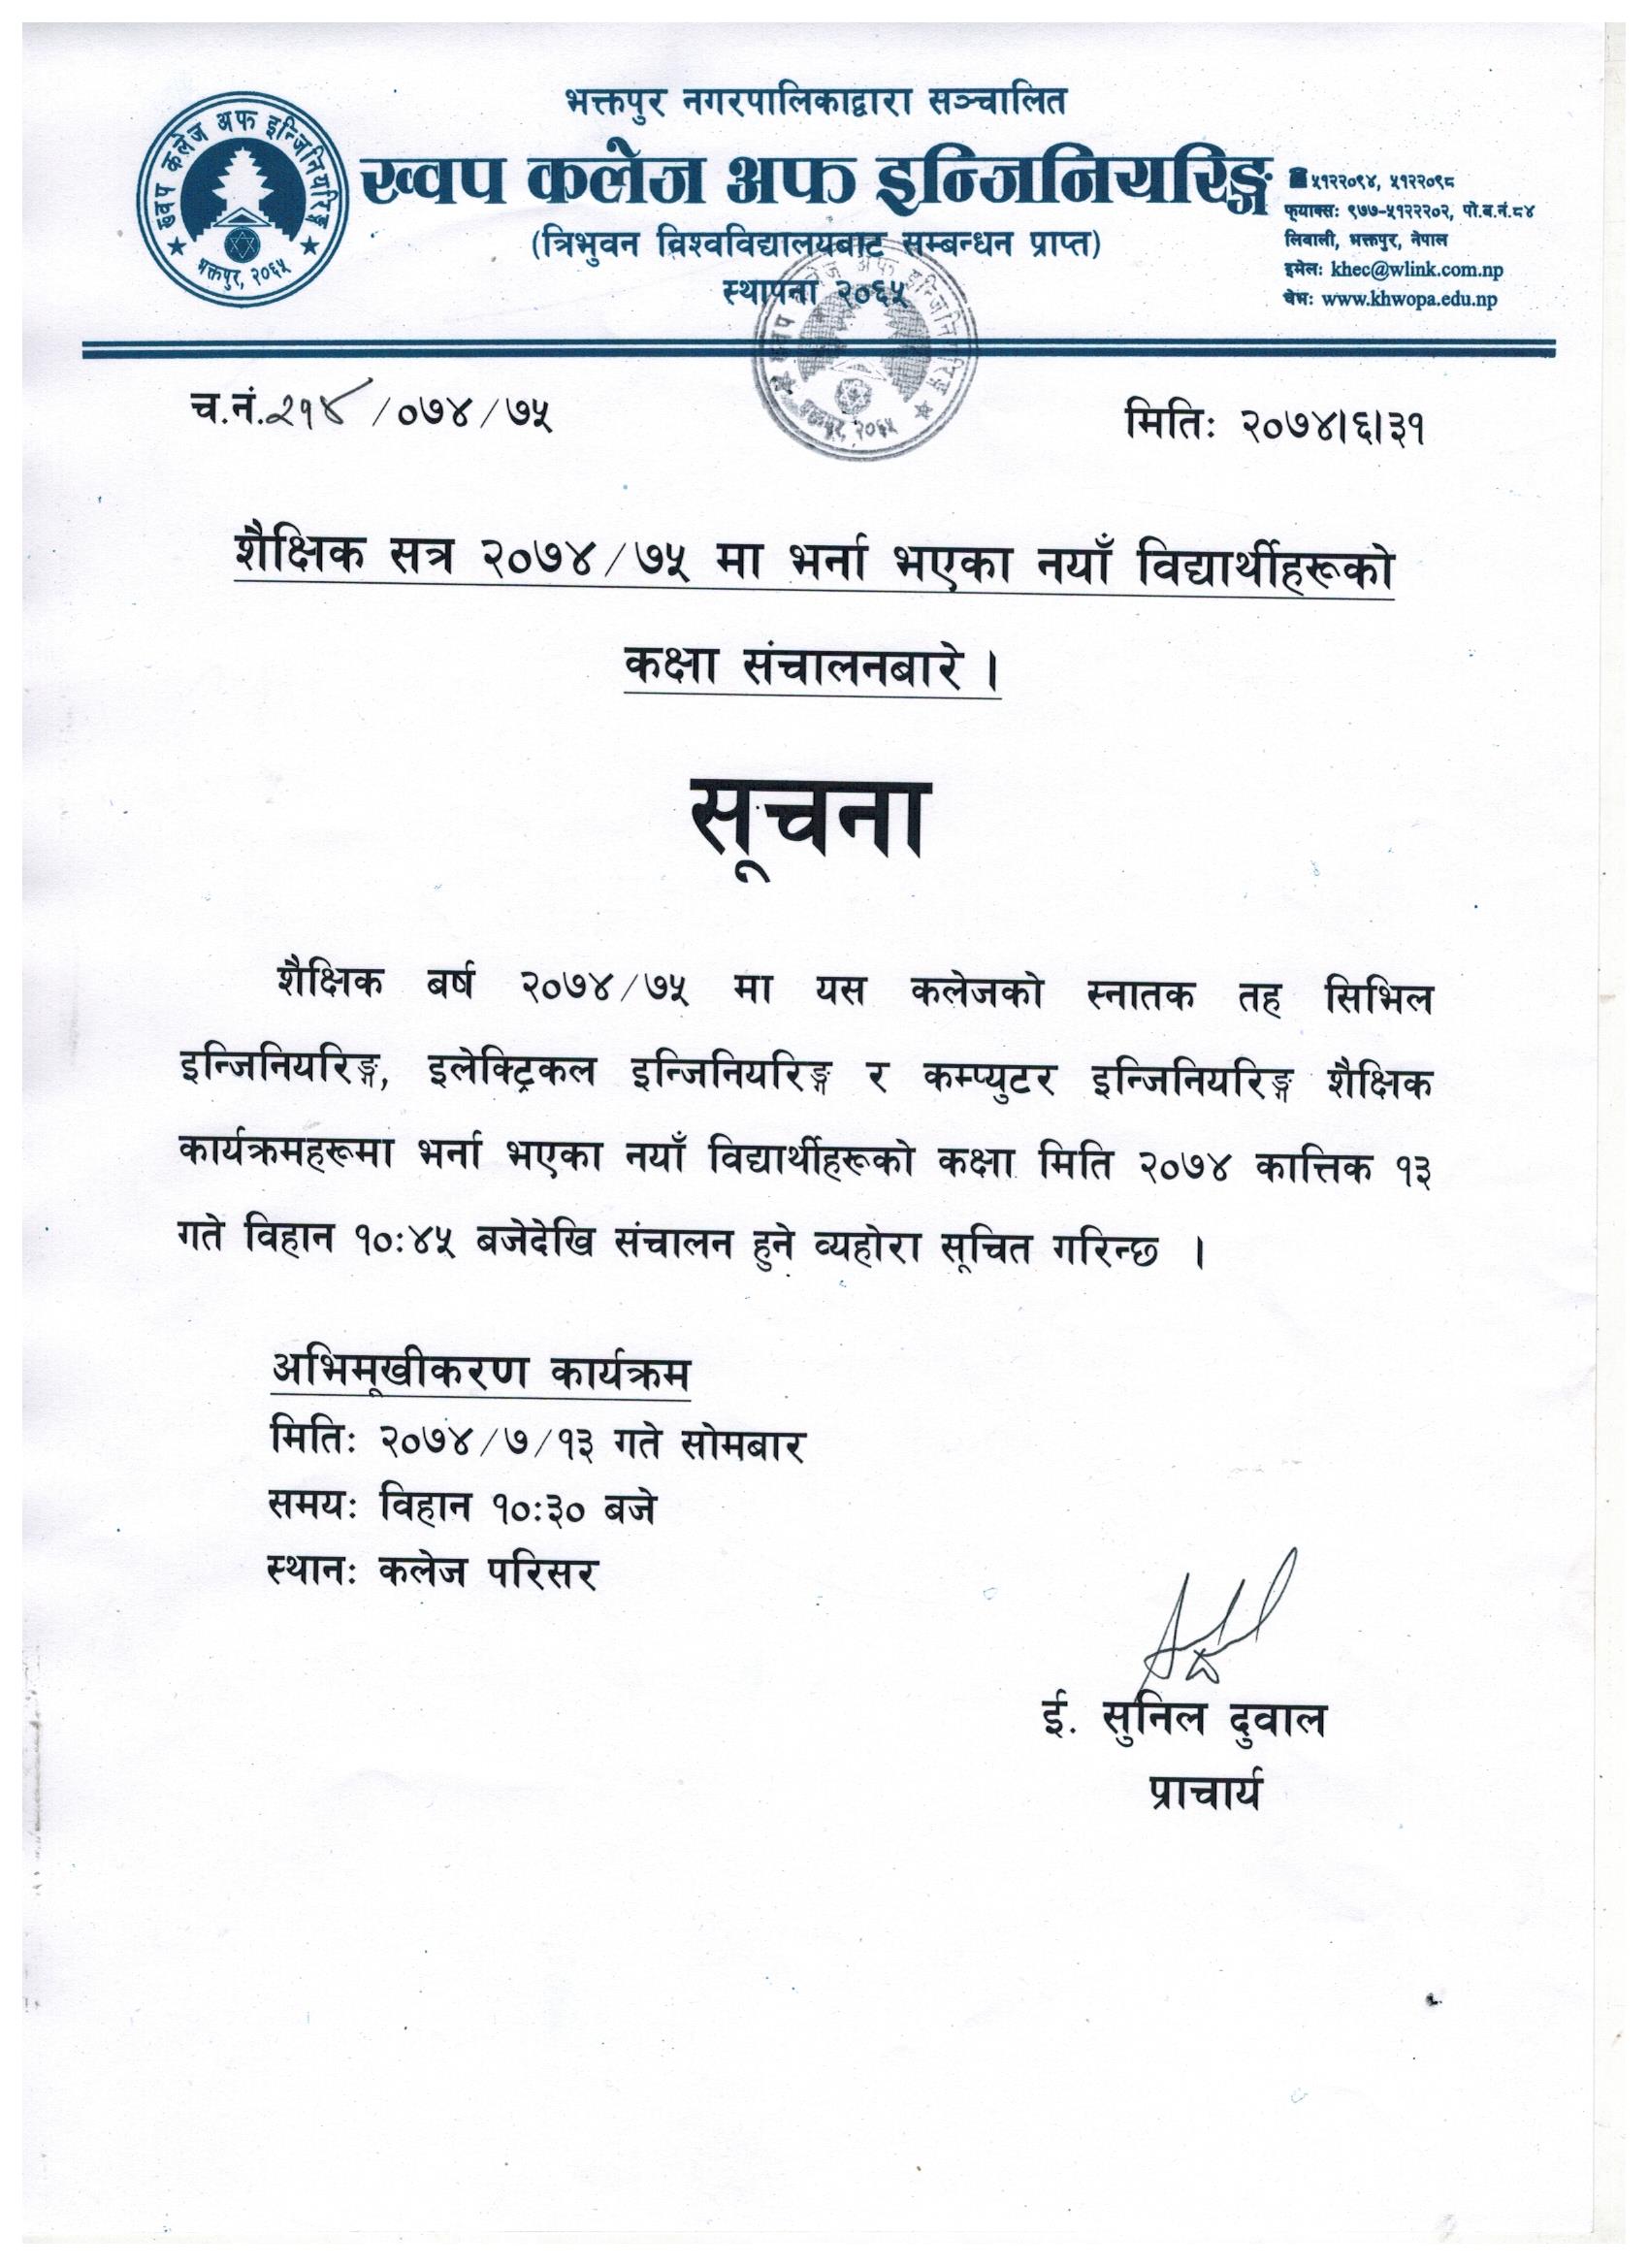 भक्तपुर नगरपालिकाद्वारा सञ्चालित
ख्वप कलेज अफ इन्जिनियरिङ्ग
(त्रिभुवन विश्वविद्यालयबाट सम्बन्धन प्राप्त)
स्थापना २०६५
ख्वप कलेज अफ इन्जिनियरिङ्ग
भक्तपुर, २०६५
☎ ५१२२०९४, ५१२२०९८
फ्याक्सः ९७७-५१२२२०२, पो.ब.नं.८४
लिवाली, भक्तपुर, नेपाल
इमेलः khec@wlink.com.np
वेभः www.khwopa.edu.np
च.नं.२१४/०७४/७५
मितिः २०७४।६।३१
शैक्षिक सत्र २०७४/७५ मा भर्ना भएका नयाँ विद्यार्थीहरूको
कक्षा संचालनबारे ।
सूचना
शैक्षिक बर्ष २०७४/७५ मा यस कलेजको स्नातक तह सिभिल
इन्जिनियरिङ्ग, इलेक्ट्रिकल इन्जिनियरिङ्ग र कम्प्युटर इन्जिनियरिङ्ग शैक्षिक
कार्यक्रमहरूमा भर्ना भएका नयाँ विद्यार्थीहरूको कक्षा मिति २०७४ कात्तिक १३
गते विहान १०:४५ बजेदेखि संचालन हुने व्यहोरा सूचित गरिन्छ ।
अभिमूखीकरण कार्यक्रम
मितिः २०७४/७/१३ गते सोमबार
समयः विहान १०:३० बजे
स्थानः कलेज परिसर
ई. सुनिल दुवाल
प्राचार्य